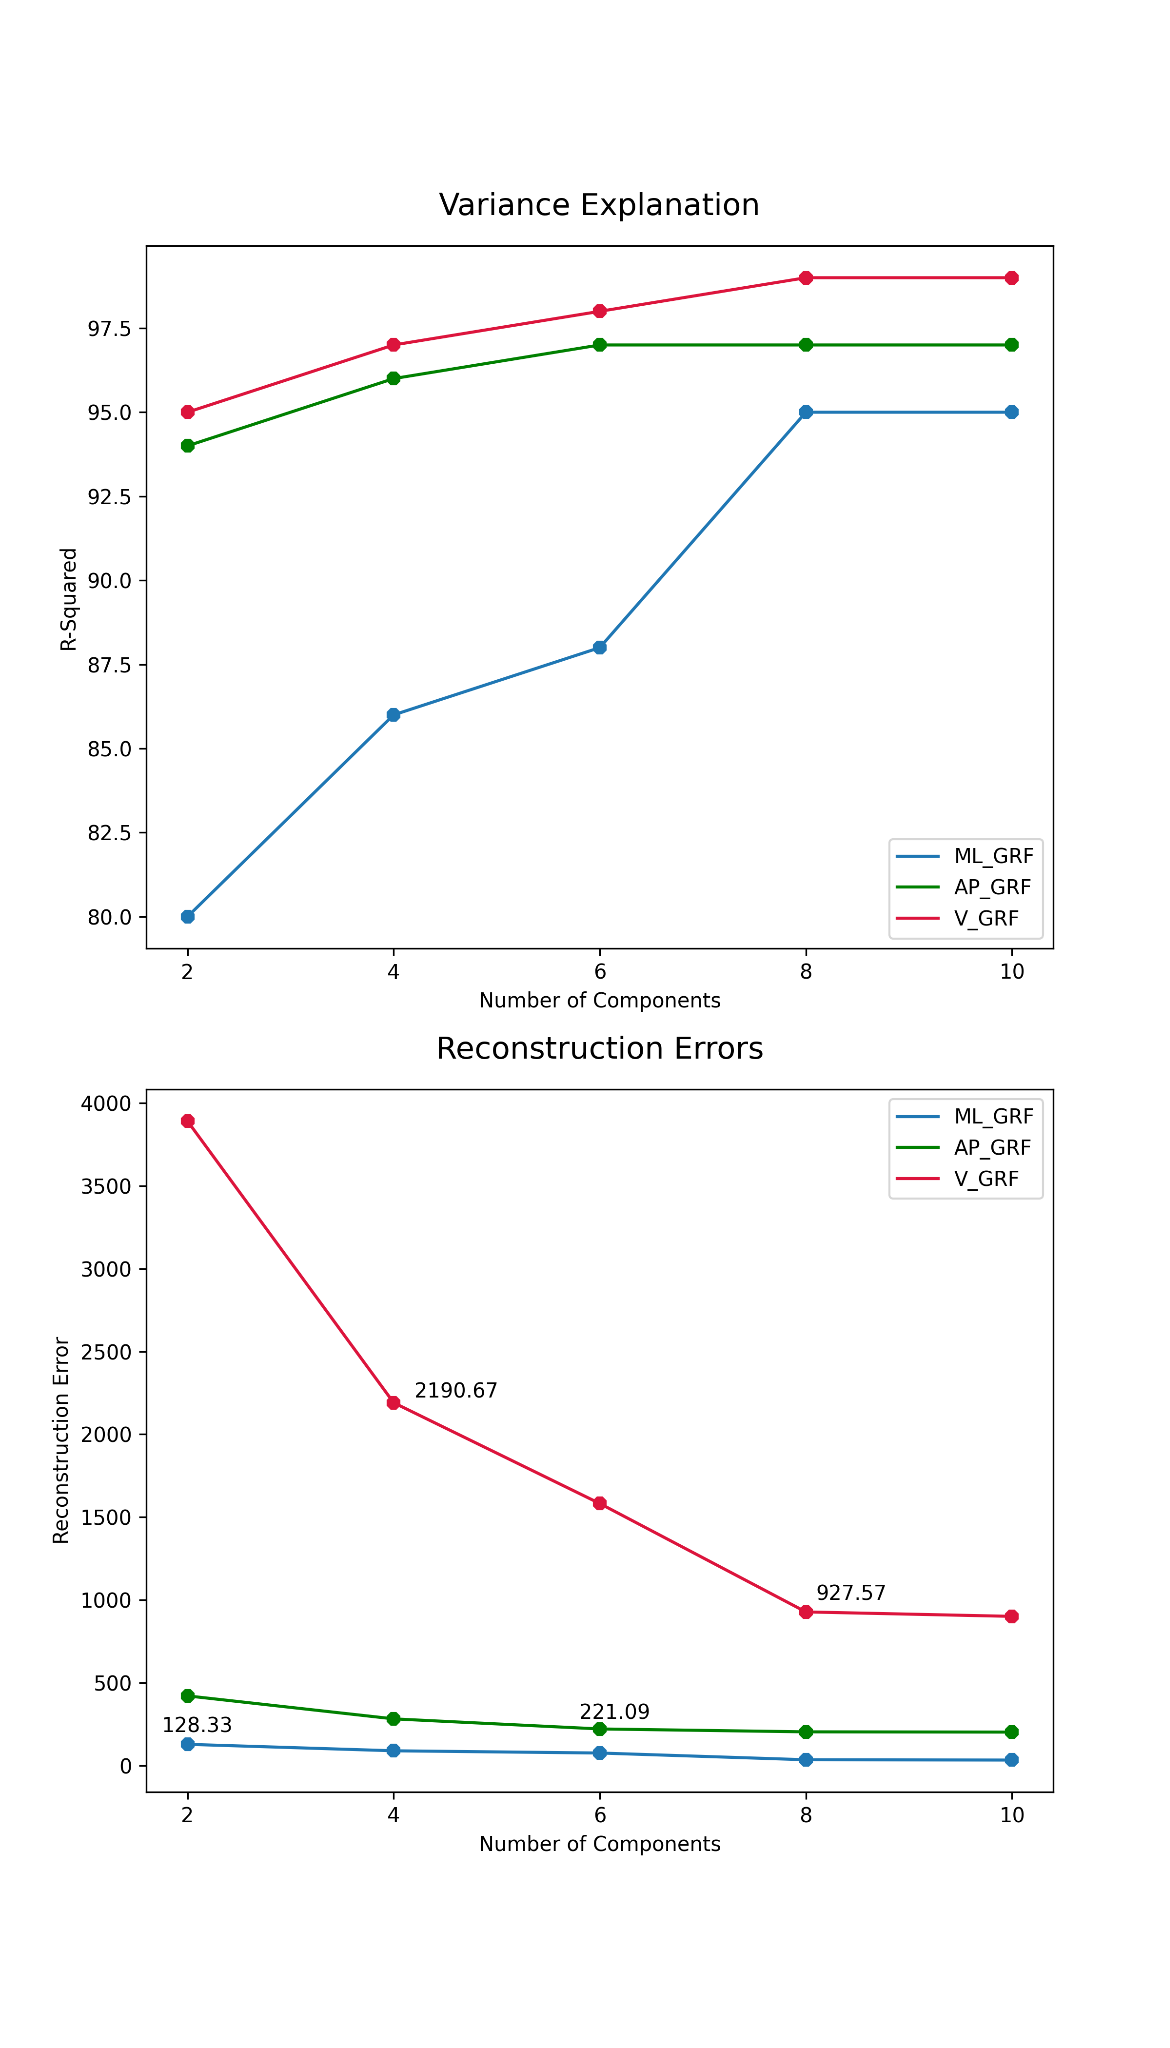 Variance Explanation
97.5
95.0
92.5
90.0
87.5
85.0
82.5
80.0
R-Squared
ML_GRF
AP_GRF
V_GRF
2 4 6 8 10
Number of Components
Reconstruction Errors
4000
3500
3000
2500
2000
1500
1000
500
0
Reconstruction Error
ML_GRF
AP_GRF
V_GRF
2190.67
927.57
221.09
128.33
2 4 6 8 10
Number of Components